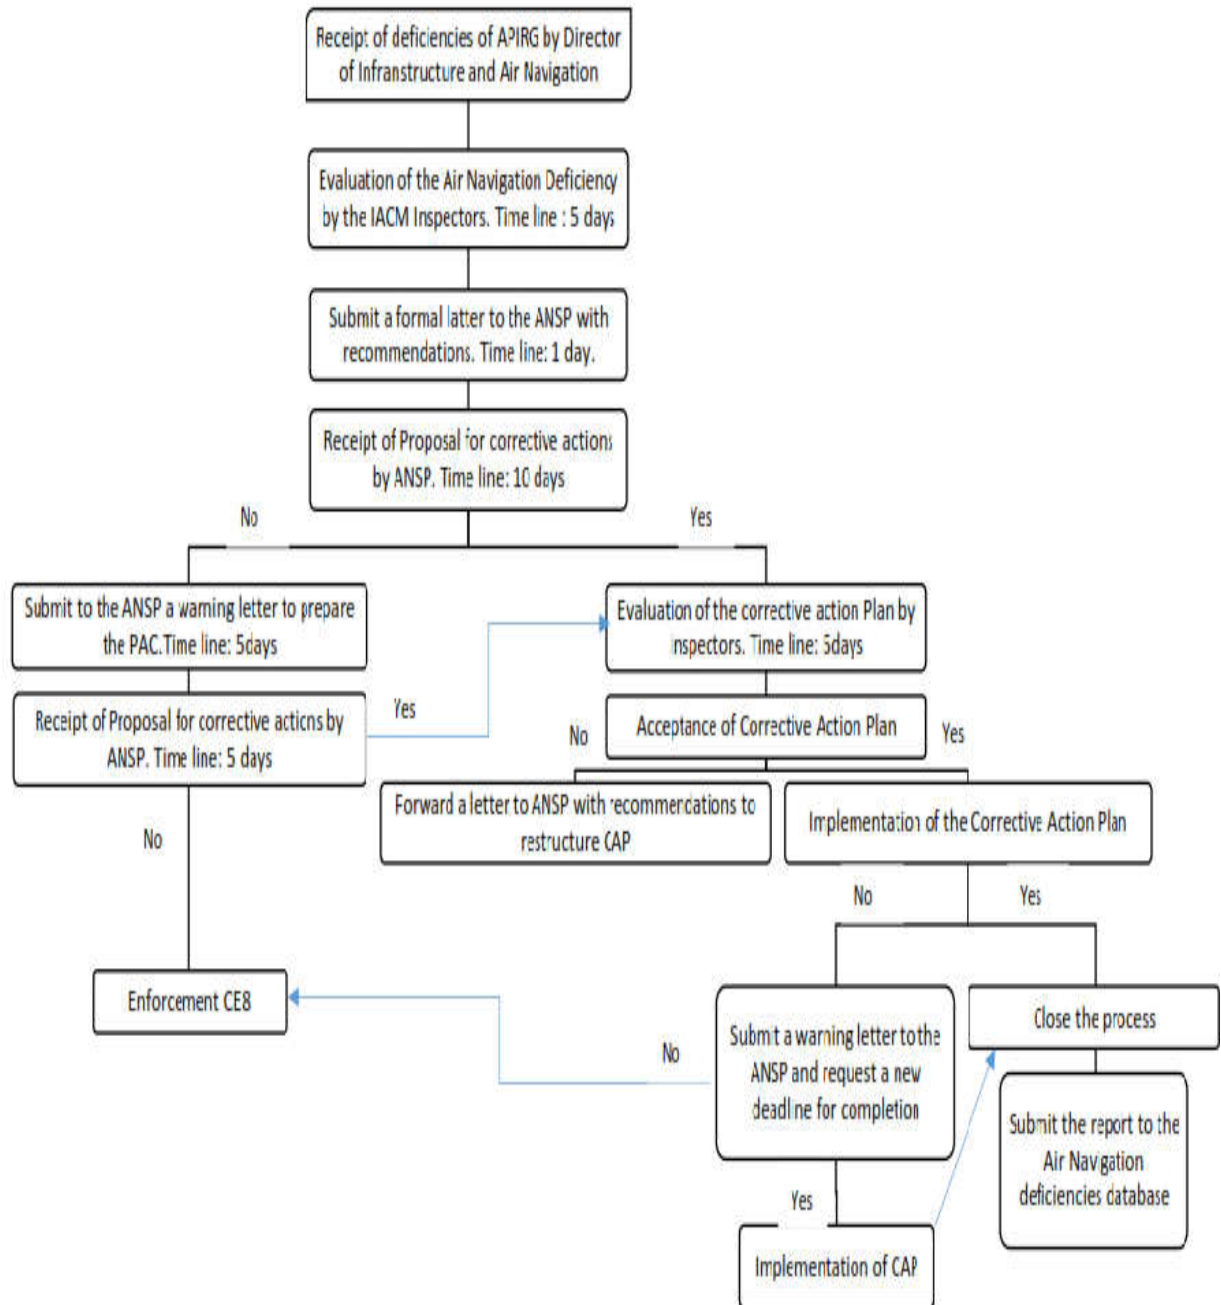 Receipt of deficiencies of APIRG by Director
of Infranstructure and Air Navigation
Evaluation of the Air Navigation Deficiency
by the IACM Inspectors. Time line : 5 days
Submit a formal latter to the ANSP with
recommendations. Time line: 1 day.
Receipt of Proposal for corrective actions
by ANSP. Time line: 10 days
No
Yes
Submit to the ANSP a warning letter to prepare
the PAC.Time line: 5days
Evaluation of the corrective action Plan by
inspectors. Time line: 5days
Receipt of Proposal for corrective actions by
ANSP. Time line: 5 days
Yes
No
Acceptance of Corrective Action Plan
Yes
Forward a letter to ANSP with recommendations to
restructure CAP
Implementation of the Corrective Action Plan
No
No
Yes
Enforcement CE8
Submit a warning letter to the
ANSP and request a new
deadline for completion
Close the process
No
Submit the report to the
Air Navigation
deficiencies database
Yes
Implementation of CAP